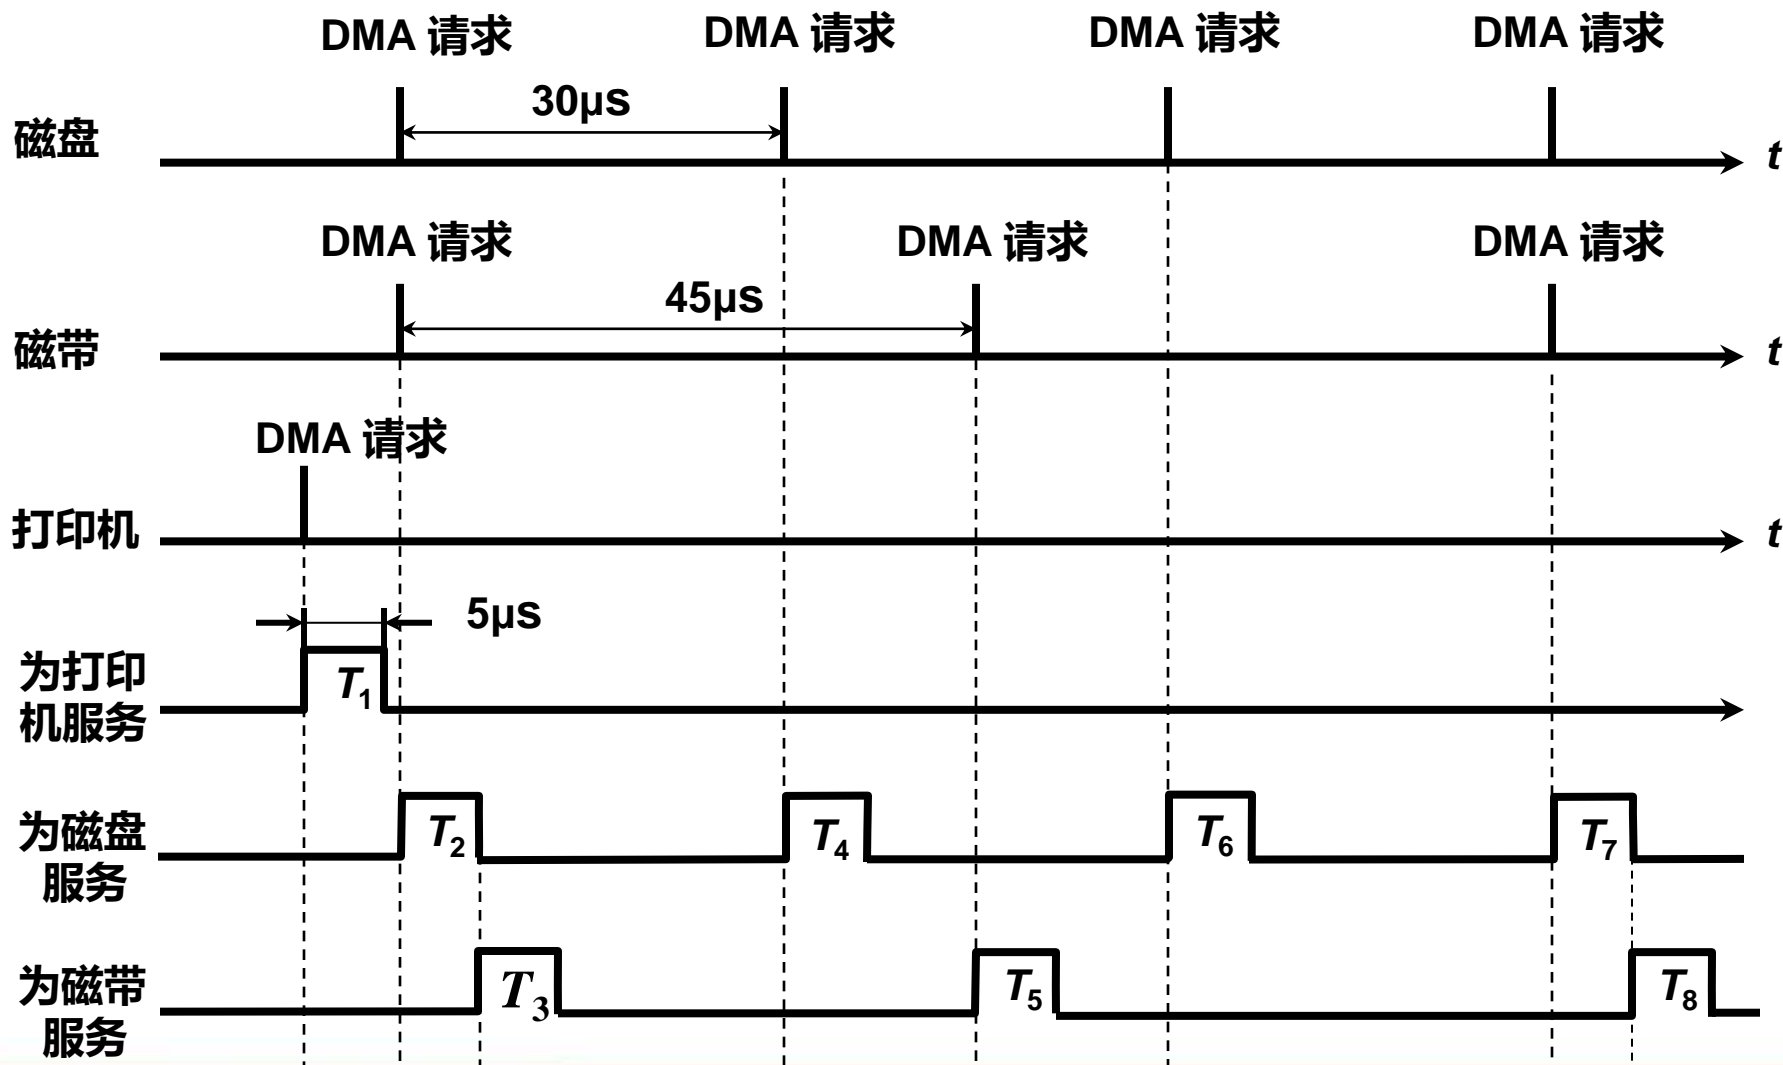 DMA 请求 DMA 请求 DMA 请求 DMA 请求
30μs
磁盘
t
DMA 请求 DMA 请求 DMA 请求
45μs
磁带
t
DMA 请求
打印机
t
5μs
为打印
机服务
T1
为磁盘
服务
T2 T4 T6 T7
为磁带
服务
T3 T5 T8